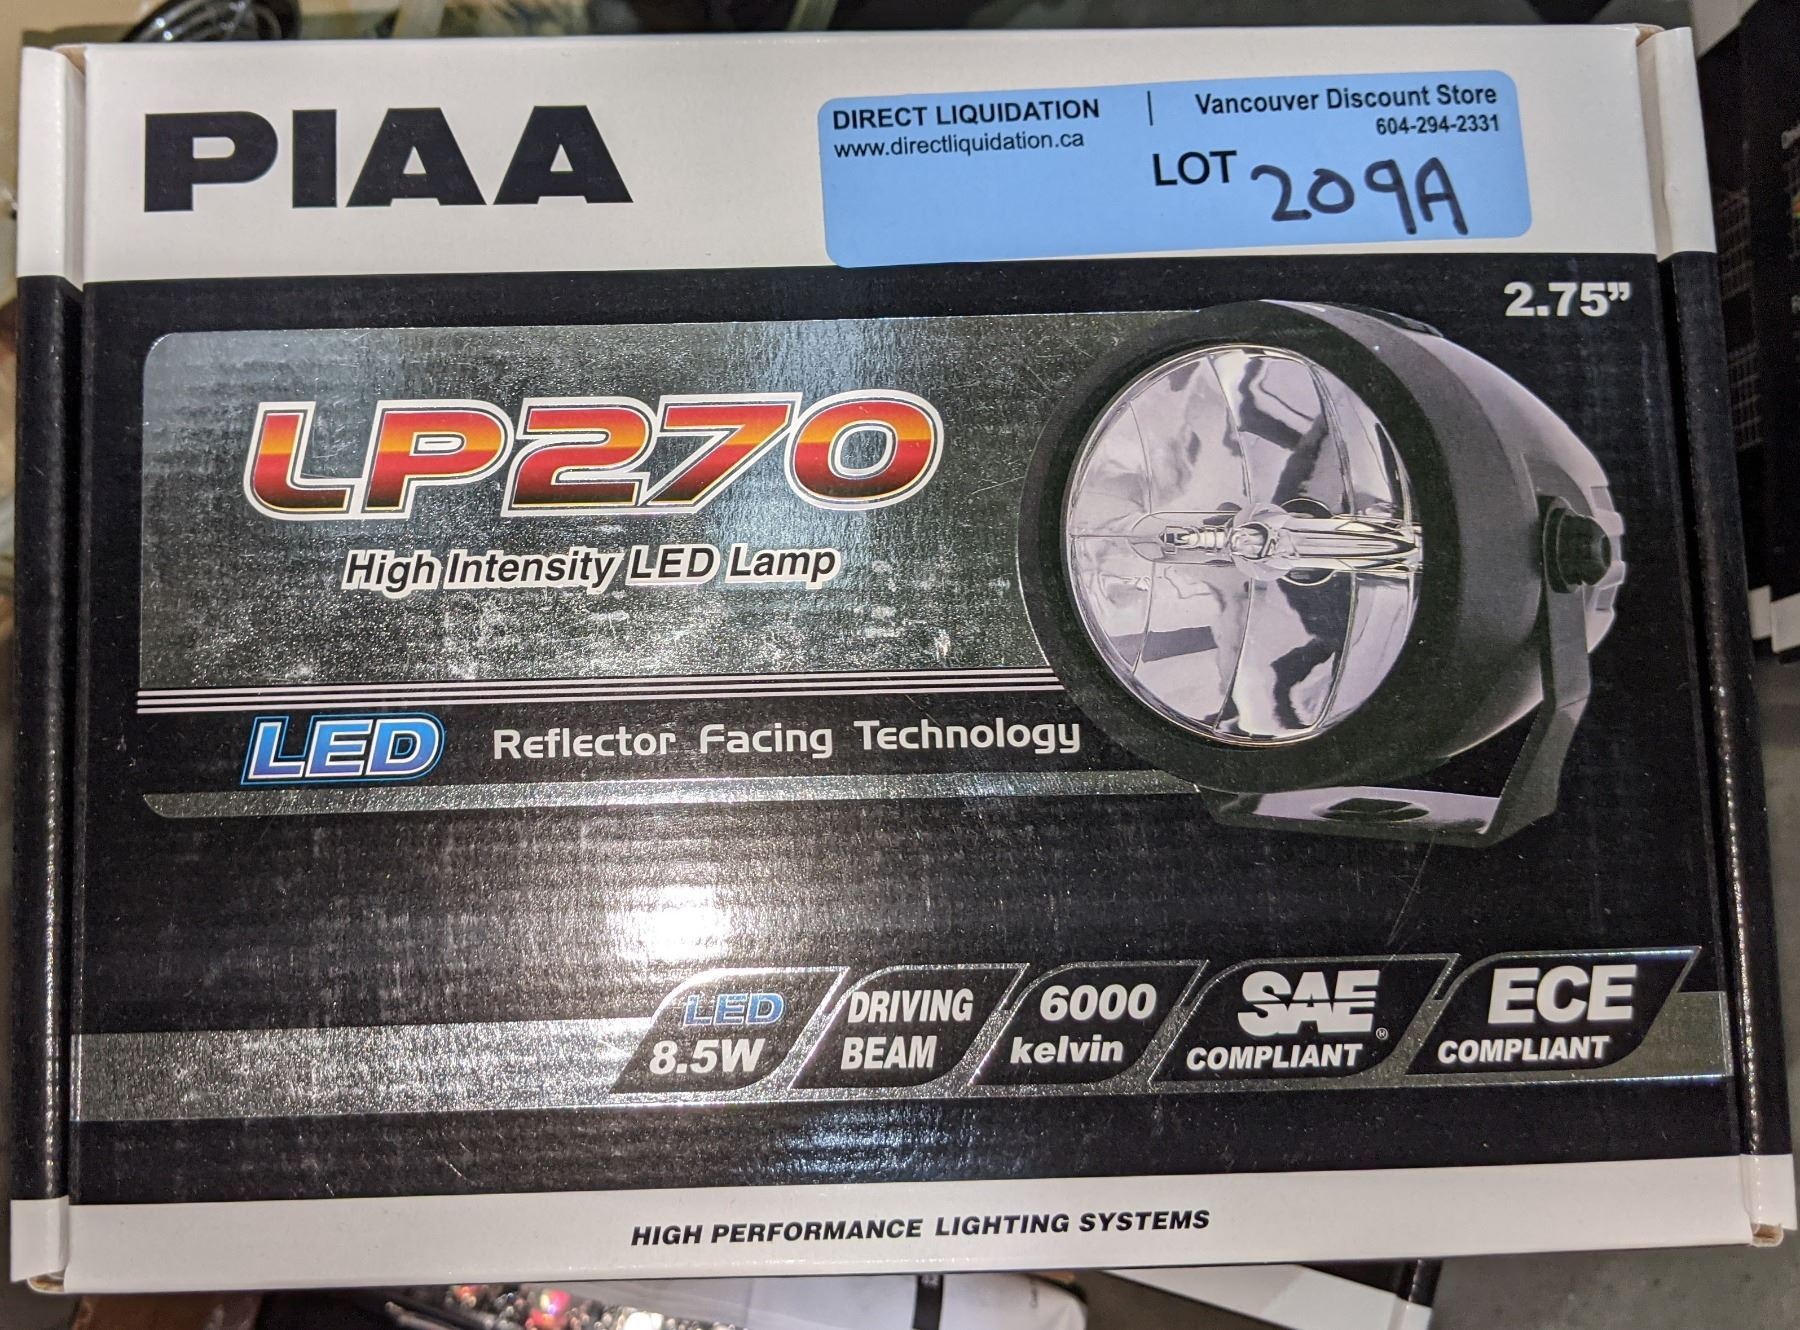 PIAA
DIRECT LIQUIDATION | Vancouver Discount Store
www.directliquidation.ca 604-294-2331
LOT 209A
2.75”
LP270
High Intensity LED Lamp
LED Reflector Facing Technology
LED 8.5W
DRIVING BEAM
6000 kelvin
SAE® COMPLIANT
ECE COMPLIANT
HIGH PERFORMANCE LIGHTING SYSTEMS